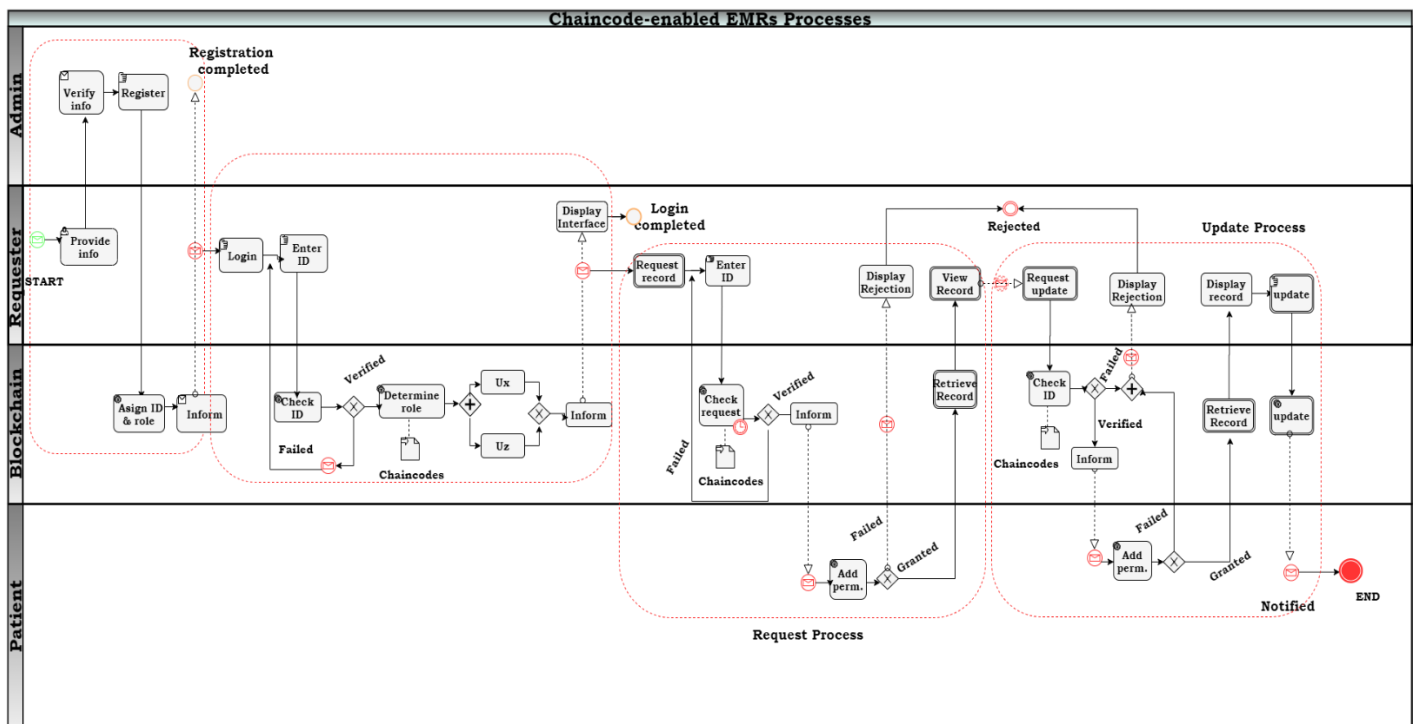 Chaincode-enabled EMRs Processes
Admin
Registration
completed
Verify
info
Register
Requester
START
Provide
info
Login
Enter
ID
Display
Interface
Login
completed
Request
record
Enter
ID
Display
Rejection
View
Record
Rejected
Update Process
Request
update
Display
Rejection
Display
record
update
Blockchain
Asign ID
& role
Inform
Check
ID
Verified
Failed
Determine
role
Chaincodes
Ux
Uz
Inform
Check
request
Verified
Failed
Chaincodes
Inform
Retrieve
Record
Check
ID
Chaincodes
Failed
Verified
Inform
Retrieve
Record
update
Patient
Add
perm.
Failed
Granted
Request Process
Add
perm.
Failed
Granted
Notified
END